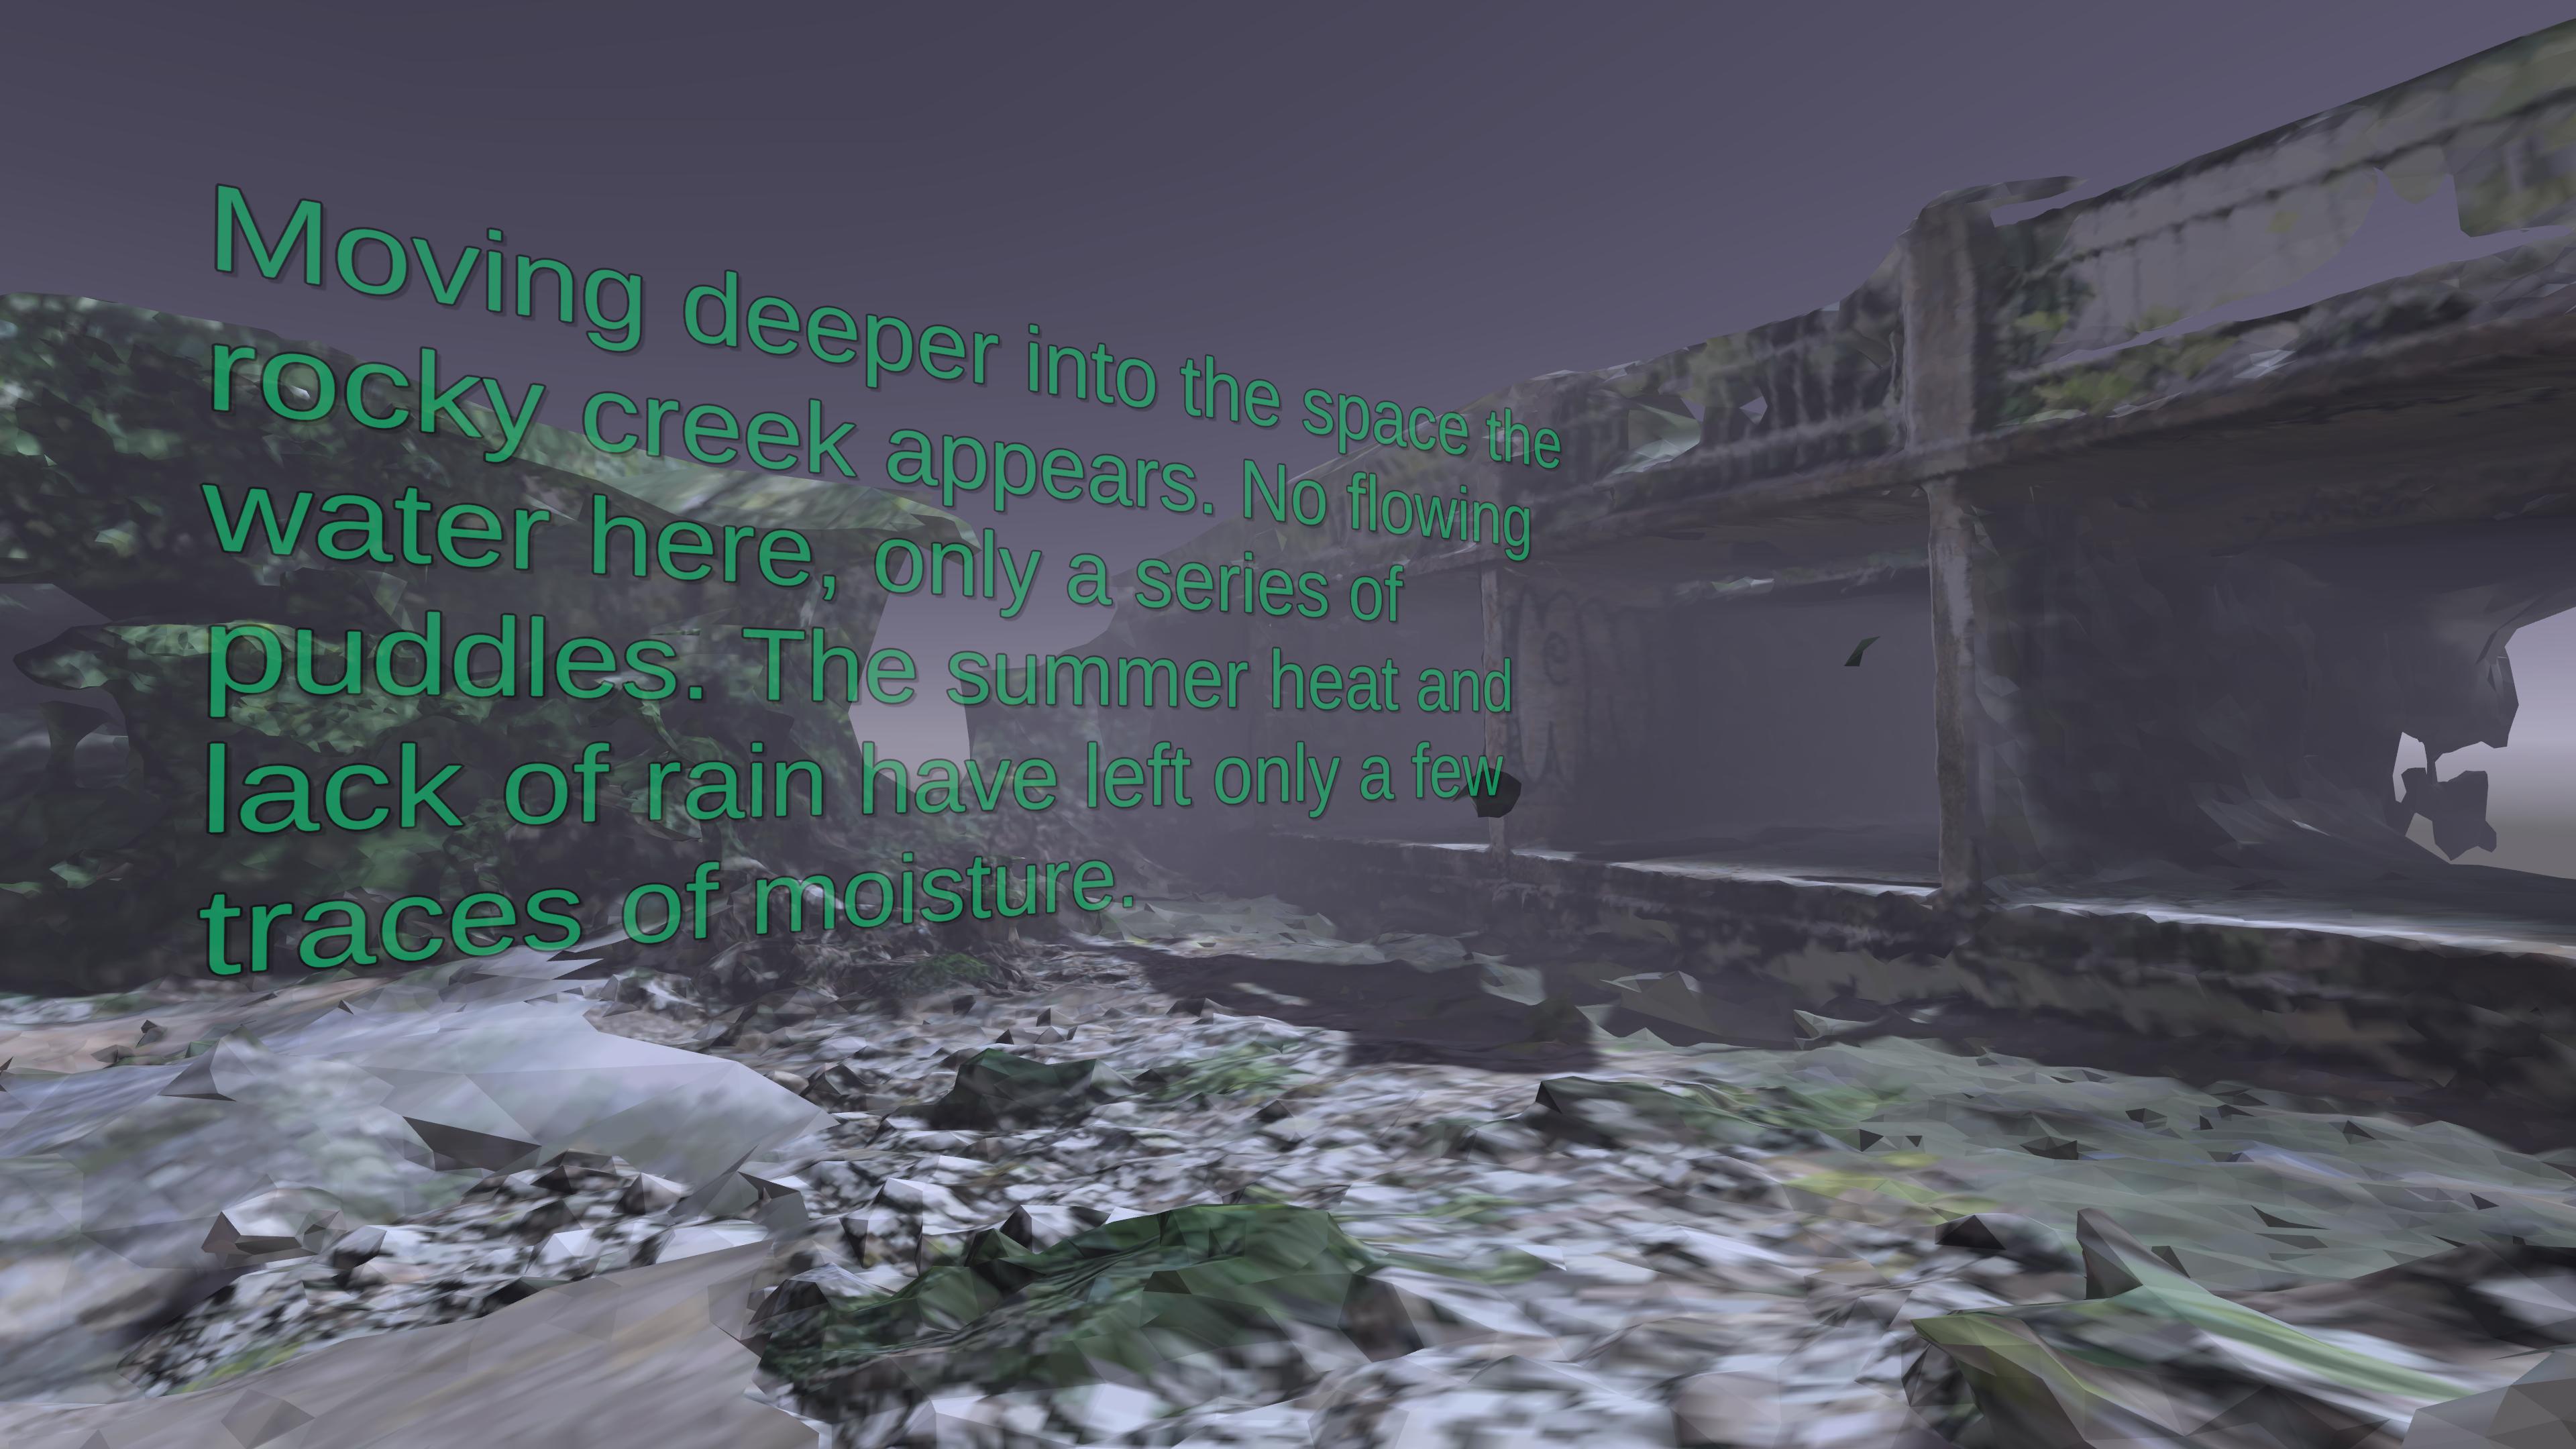 Moving deeper into the space the
rocky creek appears. No flowing
water here, only a series of
puddles. The summer heat and
lack of rain have left only a few
traces of moisture.